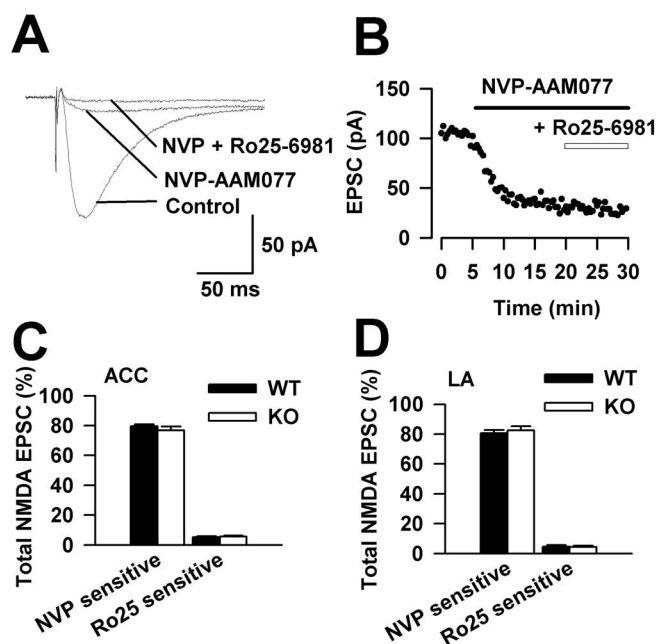 A
NVP + Ro25-6981
NVP-AAM077
Control
50 pA
50 ms
B
NVP-AAM077
+ Ro25-6981
EPSC (pA)
150
100
50
0
0 5 10 15 20 25 30
Time (min)
C
ACC
WT
KO
Total NMDA EPSC (%)
100
80
60
40
20
0
NVP sensitive
Ro25 sensitive
D
LA
WT
KO
Total NMDA EPSC (%)
100
80
60
40
20
0
NVP sensitive
Ro25 sensitive